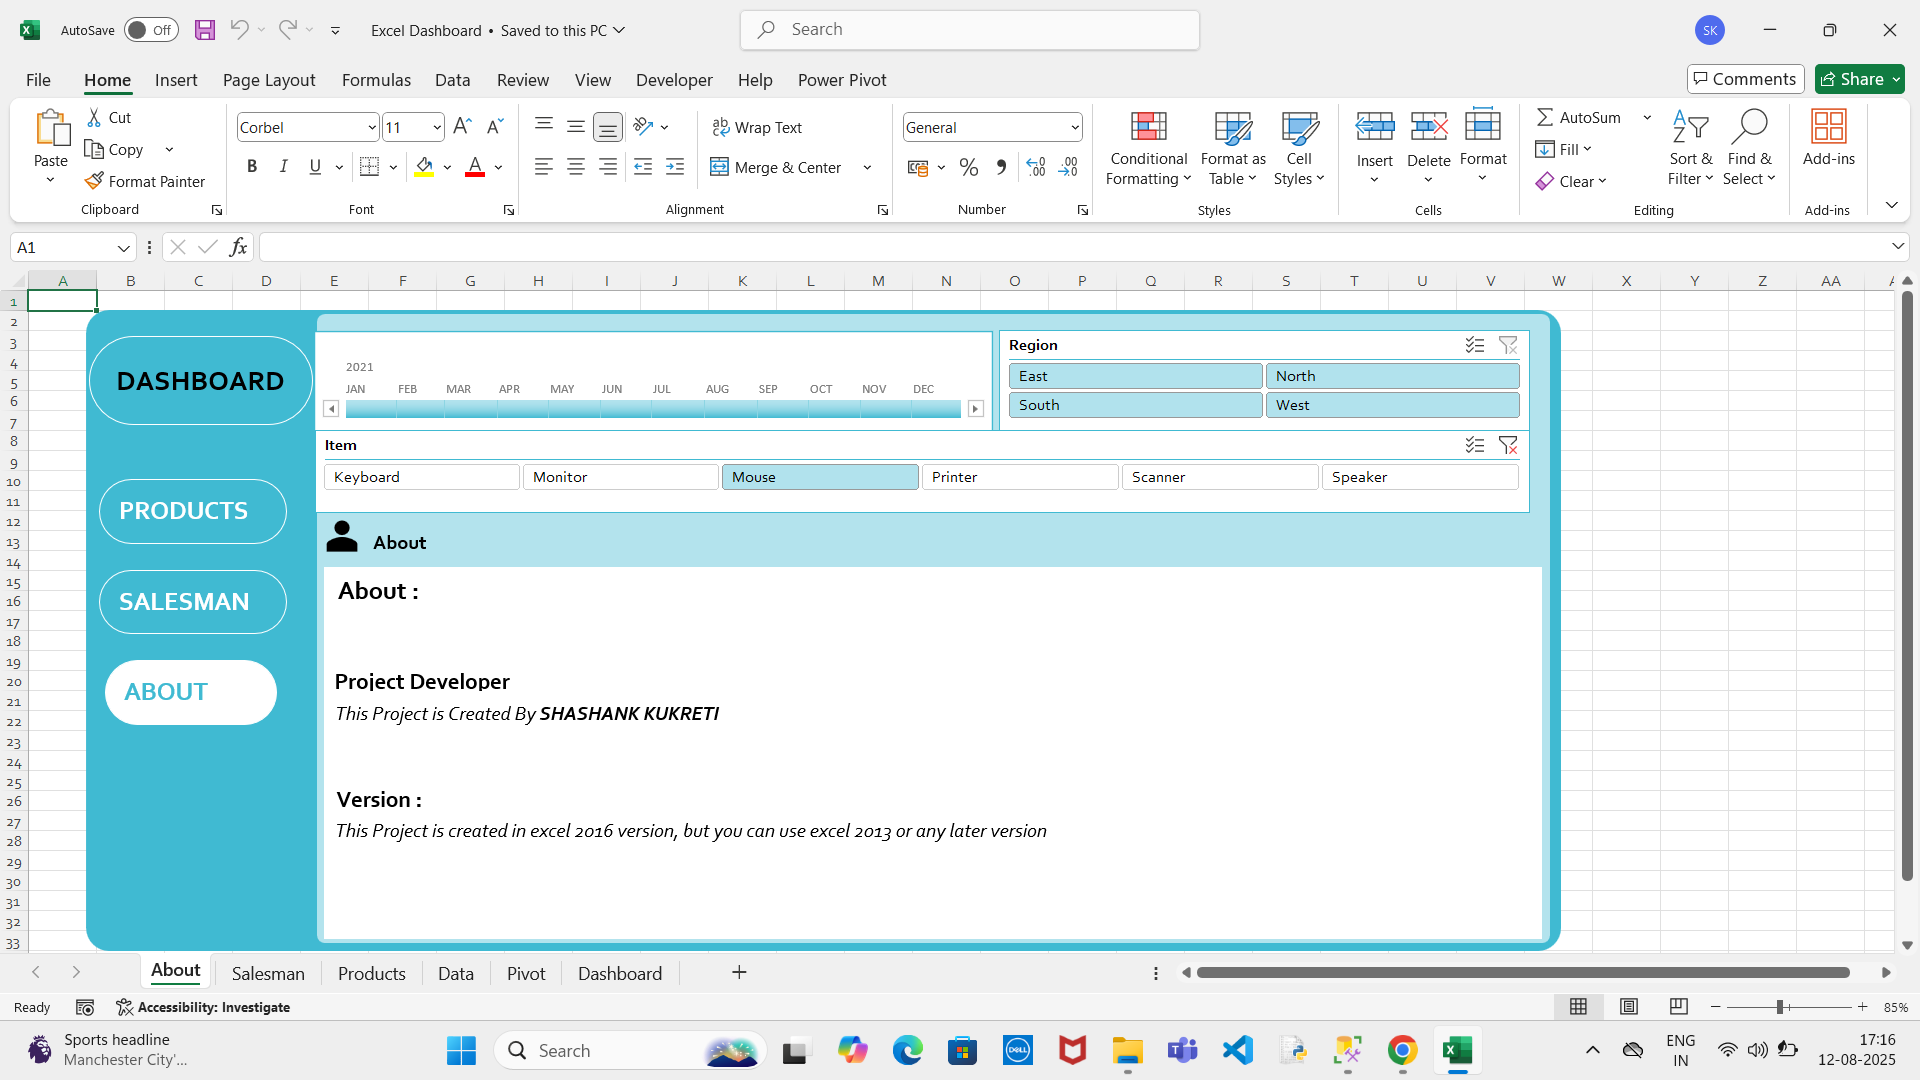 AutoSave Off Excel Dashboard • Saved to this PC Search SK
File Home Insert Page Layout Formulas Data Review View Developer Help Power Pivot Comments Share
Paste Cut Copy Format Painter Clipboard
Corbel 11 B I U A Font
Wrap Text Merge & Center Alignment
General Number
Conditional Formatting Format as Table Cell Styles Styles
Insert Delete Format Cells
AutoSum Fill Clear Sort & Filter Find & Select Editing
Add-ins Add-ins
A1 fx
A B C D E F G H I J K L M N O P Q R S T U V W X Y Z AA
1
2
3
4
5
6
7
8
9
10
11
12
13
14
15
16
17
18
19
20
21
22
23
24
25
26
27
28
29
30
31
32
33
DASHBOARD
PRODUCTS
SALESMAN
ABOUT
2021
JAN FEB MAR APR MAY JUN JUL AUG SEP OCT NOV DEC
Region
East North
South West
Item
Keyboard Monitor Mouse Printer Scanner Speaker
About
About :
Project Developer
This Project is Created By SHASHANK KUKRETI
Version :
This Project is created in excel 2016 version, but you can use excel 2013 or any later version
About Salesman Products Data Pivot Dashboard
Ready Accessibility: Investigate 85%
Sports headline
Manchester City'...
Search
DELL
ENG
IN
17:16
12-08-2025